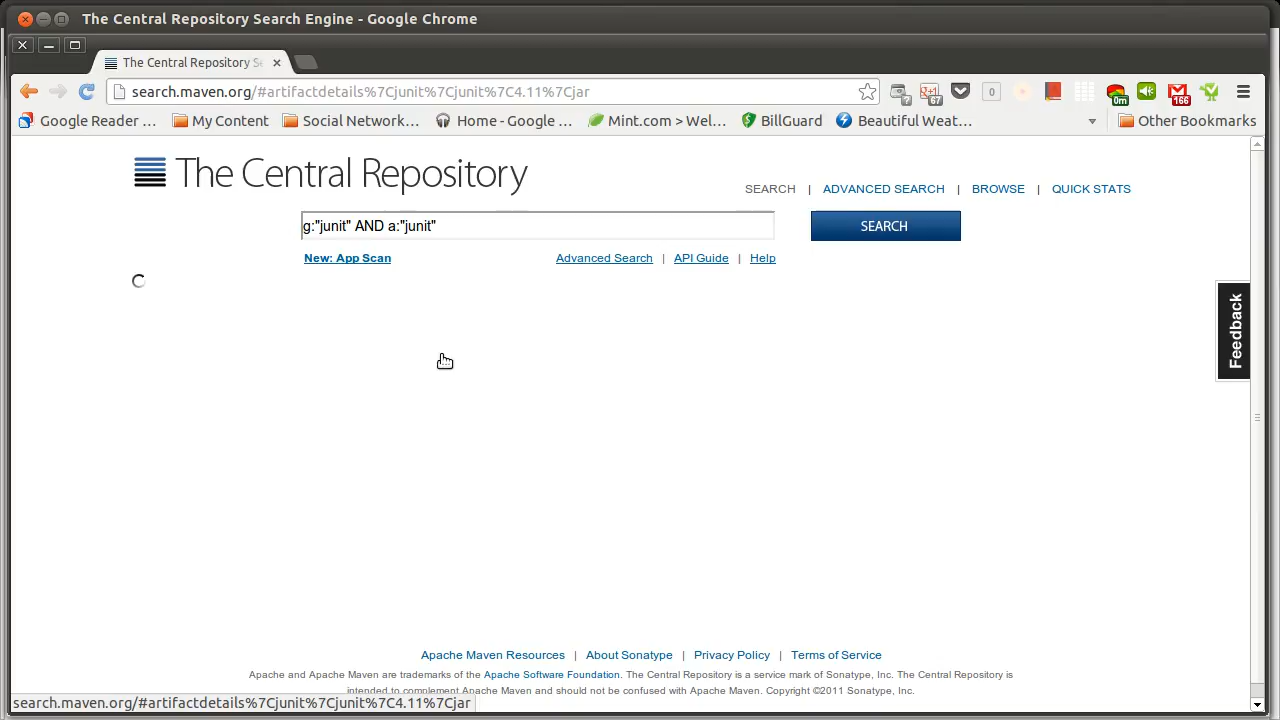 The Central Repository Search Engine - Google Chrome
The Central Repository S
search.maven.org/#artifactdetails%7Cjunit%7Cjunit%7C4.11%7Cjar
? 67 0 0m 166
Google Reader ... My Content Social Network... Home - Google ... Mint.com > Wel... BillGuard Beautiful Weat... Other Bookmarks
The Central Repository
SEARCH | ADVANCED SEARCH | BROWSE | QUICK STATS
g:"junit" AND a:"junit" SEARCH
New: App Scan Advanced Search | API Guide | Help
Feedback
Apache Maven Resources | About Sonatype | Privacy Policy | Terms of Service
Apache and Apache Maven are trademarks of the Apache Software Foundation. The Central Repository is a service mark of Sonatype, Inc. The Central Repository is
intended to complement Apache Maven and should not be confused with Apache Maven. Copyright ©2011 Sonatype, Inc.
search.maven.org/#artifactdetails%7Cjunit%7Cjunit%7C4.11%7Cjar